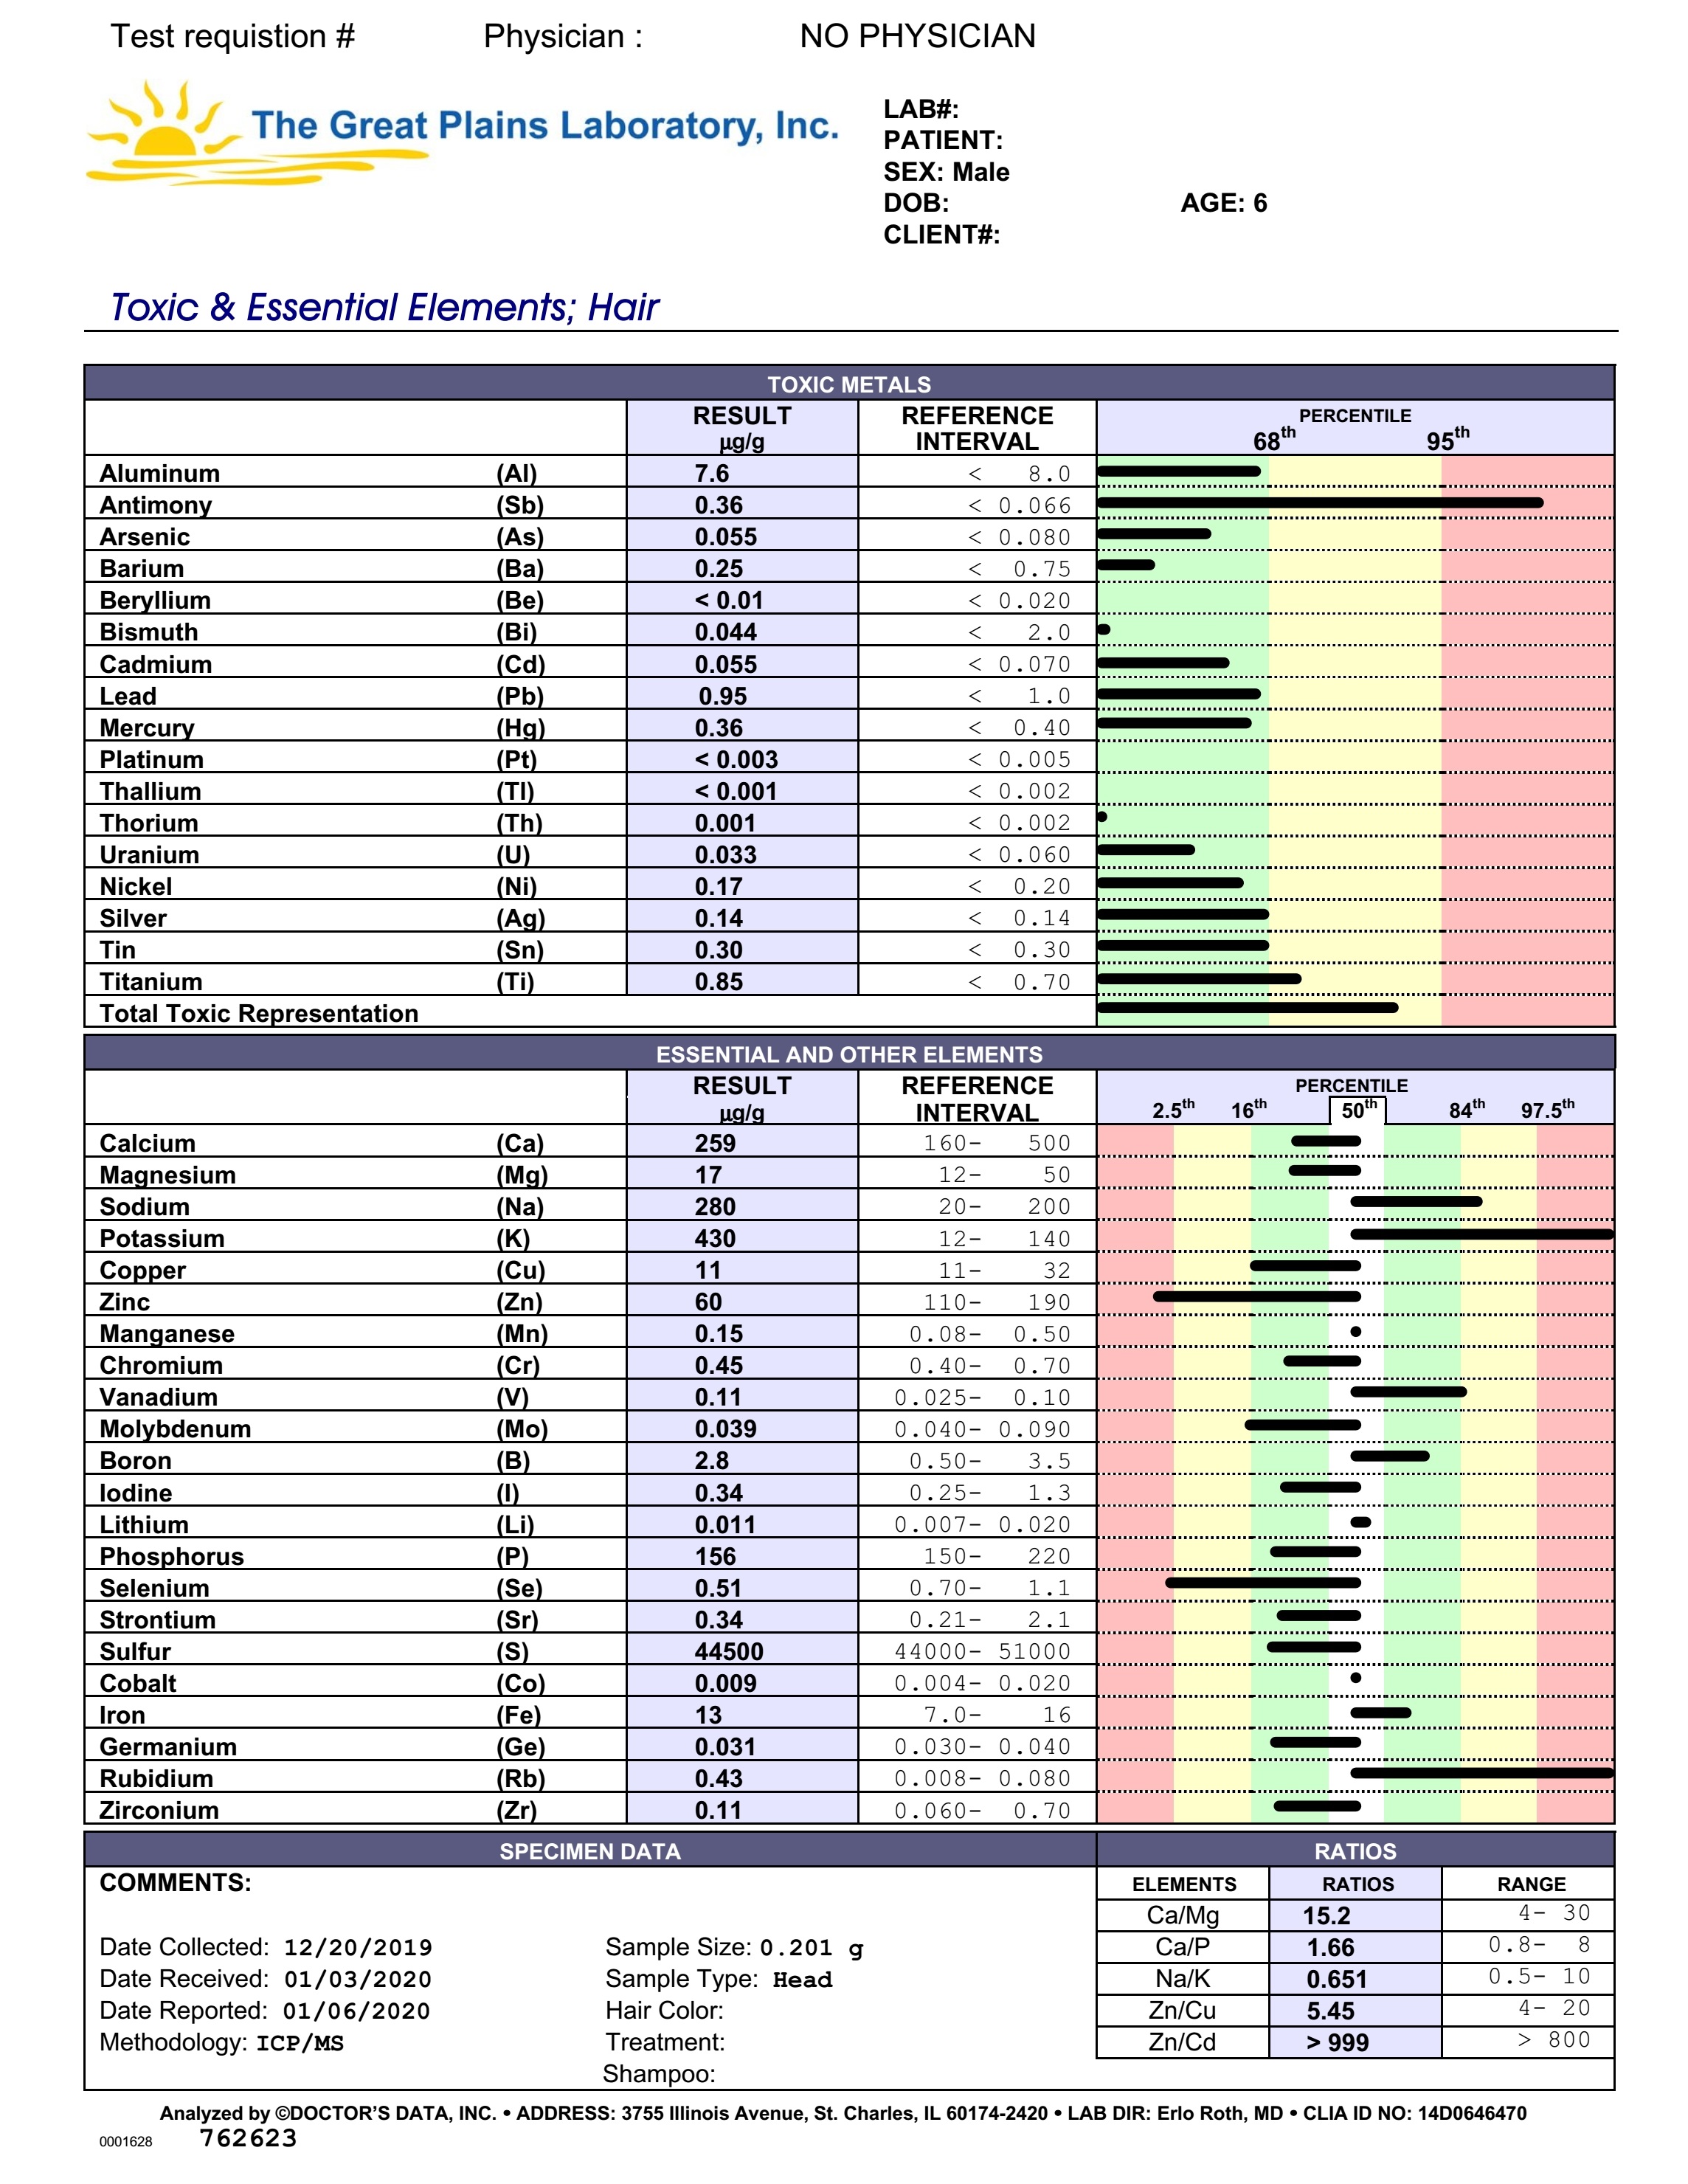 Test requistion # Physician : NO PHYSICIAN
The Great Plains Laboratory, Inc.
LAB#:
PATIENT:
SEX: Male
DOB: AGE: 6
CLIENT#:
Toxic & Essential Elements; Hair
TOXIC METALS
RESULT REFERENCE PERCENTILE
µg/g INTERVAL 68th 95th
Aluminum (Al) 7.6 < 8.0
Antimony (Sb) 0.36 < 0.066
Arsenic (As) 0.055 < 0.080
Barium (Ba) 0.25 < 0.75
Beryllium (Be) < 0.01 < 0.020
Bismuth (Bi) 0.044 < 2.0
Cadmium (Cd) 0.055 < 0.070
Lead (Pb) 0.95 < 1.0
Mercury (Hg) 0.36 < 0.40
Platinum (Pt) < 0.003 < 0.005
Thallium (Tl) < 0.001 < 0.002
Thorium (Th) 0.001 < 0.002
Uranium (U) 0.033 < 0.060
Nickel (Ni) 0.17 < 0.20
Silver (Ag) 0.14 < 0.14
Tin (Sn) 0.30 < 0.30
Titanium (Ti) 0.85 < 0.70
Total Toxic Representation
ESSENTIAL AND OTHER ELEMENTS
RESULT REFERENCE PERCENTILE
µg/g INTERVAL 2.5th 16th 50th 84th 97.5th
Calcium (Ca) 259 160- 500
Magnesium (Mg) 17 12- 50
Sodium (Na) 280 20- 200
Potassium (K) 430 12- 140
Copper (Cu) 11 11- 32
Zinc (Zn) 60 110- 190
Manganese (Mn) 0.15 0.08- 0.50
Chromium (Cr) 0.45 0.40- 0.70
Vanadium (V) 0.11 0.025- 0.10
Molybdenum (Mo) 0.039 0.040- 0.090
Boron (B) 2.8 0.50- 3.5
Iodine (I) 0.34 0.25- 1.3
Lithium (Li) 0.011 0.007- 0.020
Phosphorus (P) 156 150- 220
Selenium (Se) 0.51 0.70- 1.1
Strontium (Sr) 0.34 0.21- 2.1
Sulfur (S) 44500 44000- 51000
Cobalt (Co) 0.009 0.004- 0.020
Iron (Fe) 13 7.0- 16
Germanium (Ge) 0.031 0.030- 0.040
Rubidium (Rb) 0.43 0.008- 0.080
Zirconium (Zr) 0.11 0.060- 0.70
SPECIMEN DATA RATIOS
COMMENTS: ELEMENTS RATIOS RANGE
Ca/Mg 15.2 4- 30
Date Collected: 12/20/2019 Sample Size: 0.201 g Ca/P 1.66 0.8- 8
Date Received: 01/03/2020 Sample Type: Head Na/K 0.651 0.5- 10
Date Reported: 01/06/2020 Hair Color: Zn/Cu 5.45 4- 20
Methodology: ICP/MS Treatment: Zn/Cd > 999 > 800
Shampoo:
Analyzed by ©DOCTOR'S DATA, INC. • ADDRESS: 3755 Illinois Avenue, St. Charles, IL 60174-2420 • LAB DIR: Erlo Roth, MD • CLIA ID NO: 14D0646470
0001628 762623